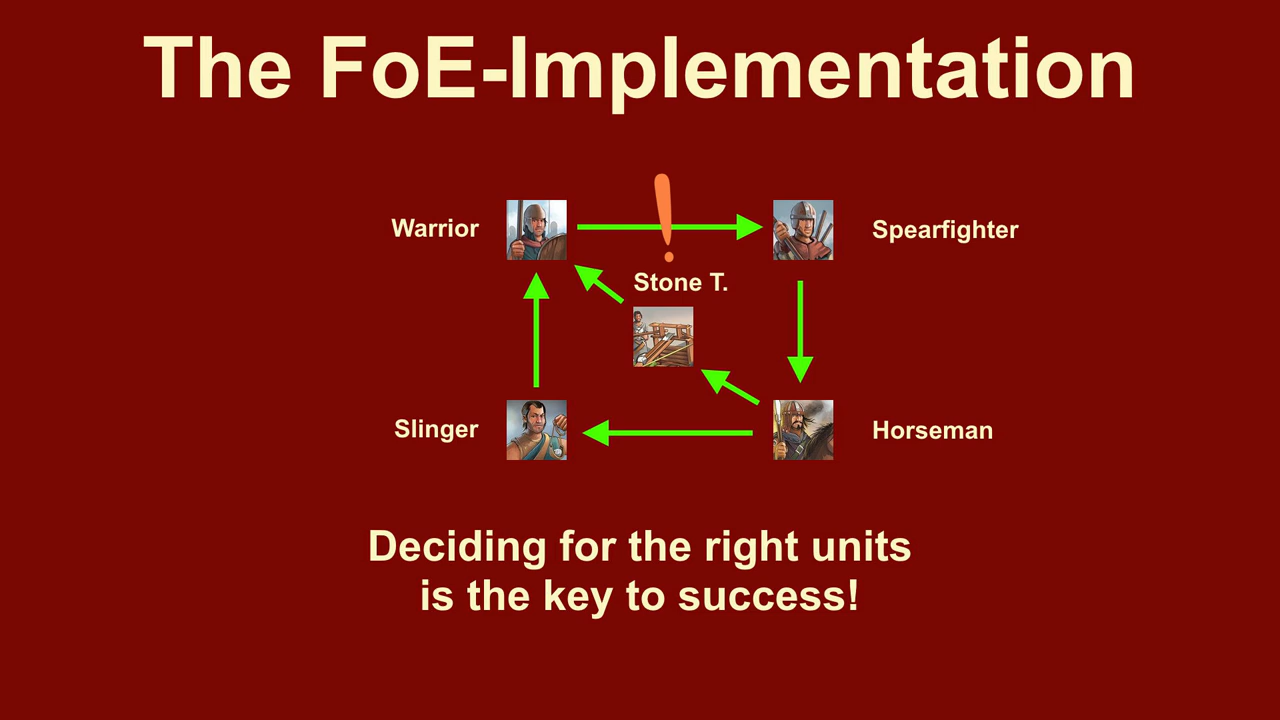 The FoE-Implementation
Warrior
!
Spearfighter
Stone T.
Slinger
Horseman
Deciding for the right units
is the key to success!